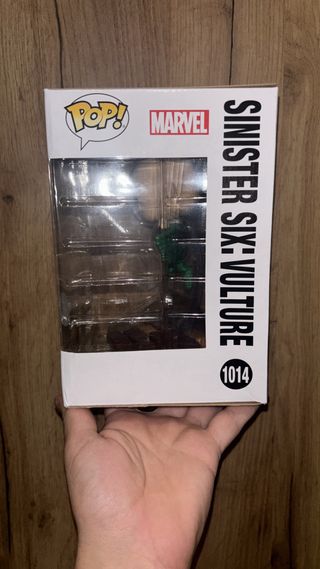 POP!
MARVEL
SINISTER SIX: VULTURE
1014